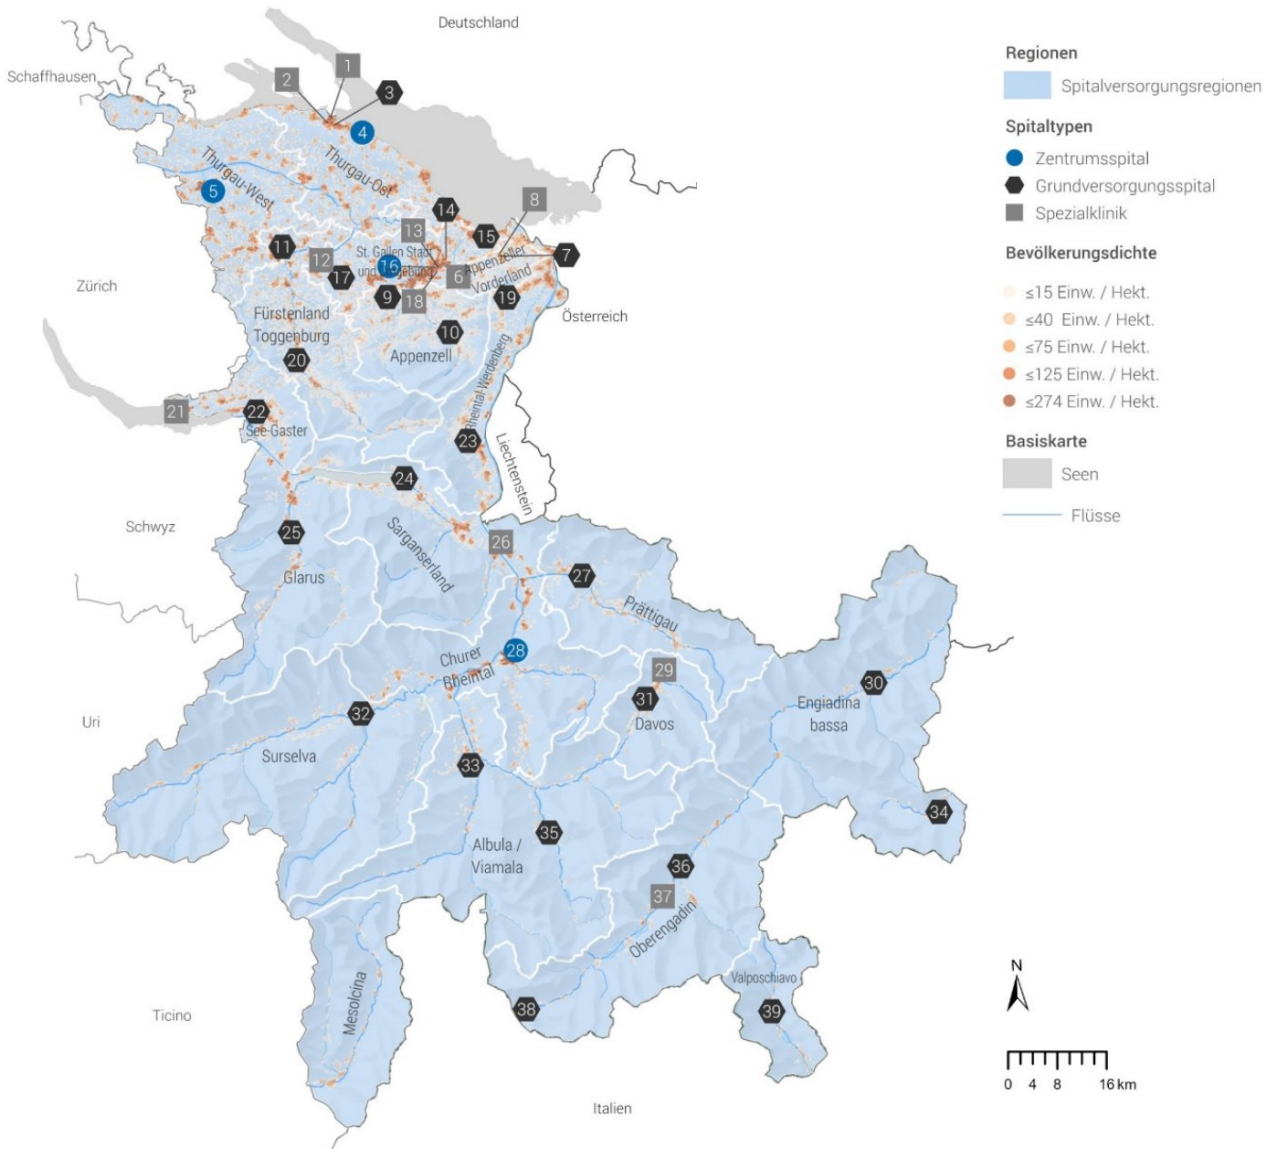 Deutschland
Schaffhausen
1
2
3
4
Thurgau-West
Thurgau-Ost
5
8
14
13
15
11
St. Gallen Stadt
und Umgebung
16
12
17
6
Appenzeller
Vorderland
7
9
18
19
Zürich
Fürstenland
Toggenburg
10
Österreich
Appenzell
20
Rheintal-Werdenberg
21
22
See-Gaster
23
Liechtenstein
24
Schwyz
25
Sarganserland
26
Glarus
27
Prättigau
28
Churer
Rheintal
29
31
Davos
30
Engiadina
bassa
Uri
32
Surselva
33
34
35
Albula /
Viamala
36
37
Oberengadin
Valposchiavo
38
39
Mesolcina
Ticino
Italien
Regionen
Spitalversorgungsregionen
Spitaltypen
Zentrumsspital
Grundversorgungsspital
Spezialklinik
Bevölkerungsdichte
≤15 Einw. / Hekt.
≤40 Einw. / Hekt.
≤75 Einw. / Hekt.
≤125 Einw. / Hekt.
≤274 Einw. / Hekt.
Basiskarte
Seen
Flüsse
N
0 4 8 16 km